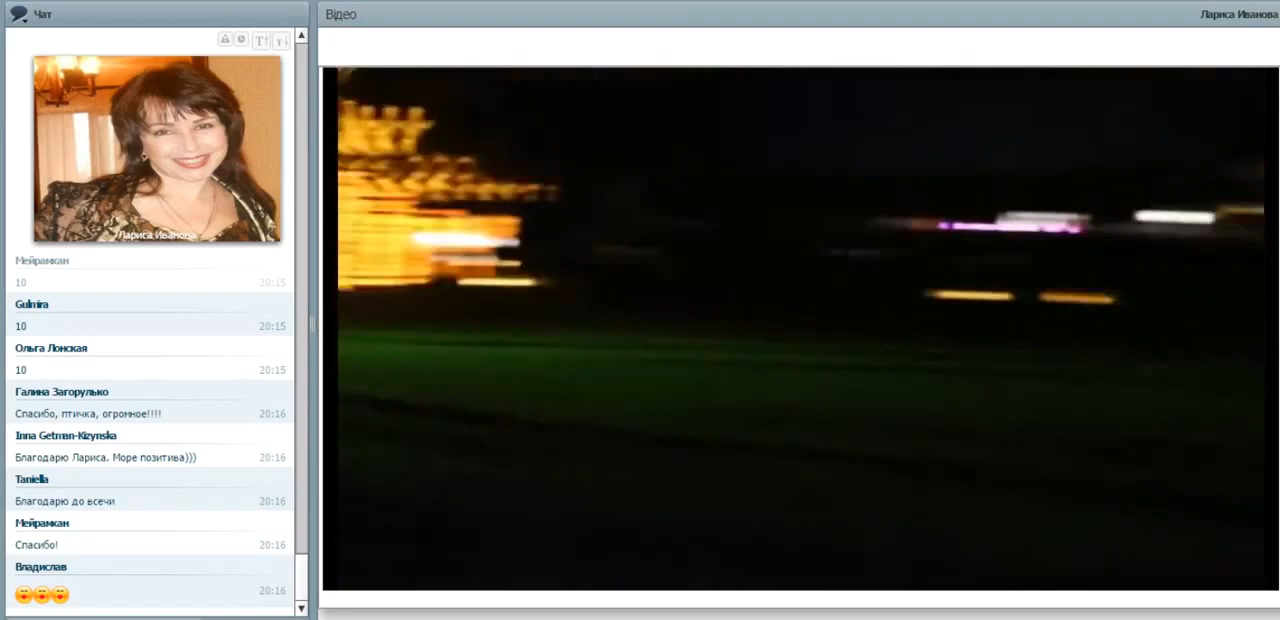 Чат
Відео
Лариса Иванова
Лариса Иванова
Мейрамхан
10 20:15
Gulmira
10 20:15
Ольга Лонская
10 20:15
Галина Загорулько
Спасибо, птичка, огромное!!!! 20:16
Inna Getman-Kizynska
Благодарю Лариса. Море позитива))) 20:16
Taniella
Благодарю до всечи 20:16
Мейрамхан
Спасибо! 20:16
Владислав
20:16